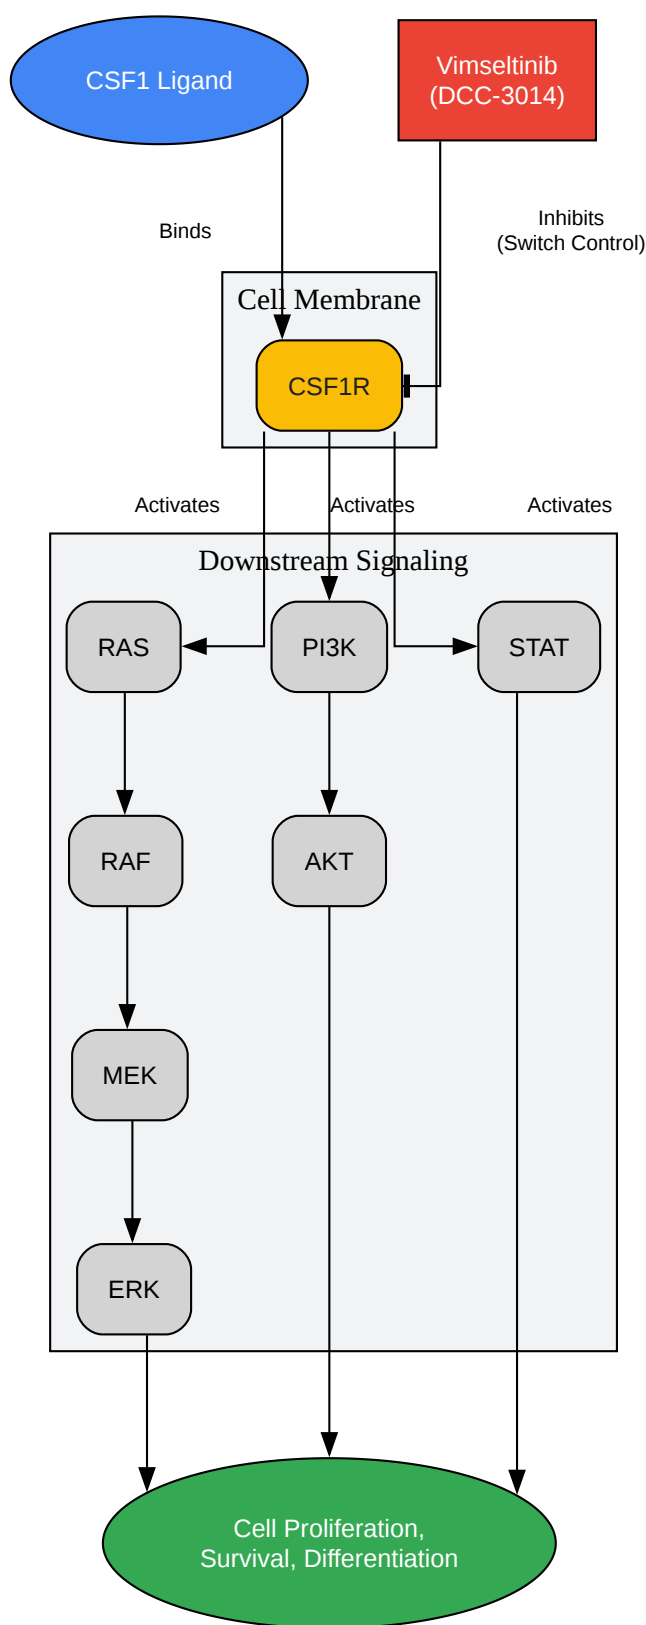 CSF1 Ligand
Vimseltinib
(DCC-3014)
Binds
Inhibits
(Switch Control)
Cell Membrane
CSF1R
Activates
Activates
Activates
Downstream Signaling
RAS
PI3K
STAT
RAF
AKT
MEK
ERK
Cell Proliferation,
Survival, Differentiation